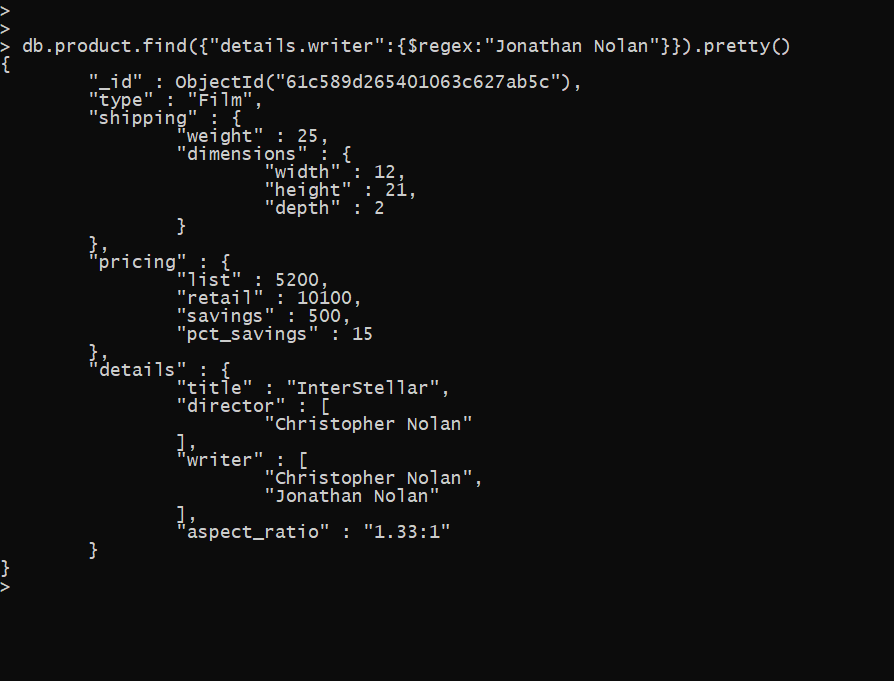 >
>
> db.product.find({"details.writer":{$regex:"Jonathan Nolan"}}).pretty()
{
        "_id" : ObjectId("61c589d265401063c627ab5c"),
        "type" : "Film",
        "shipping" : {
                "weight" : 25,
                "dimensions" : {
                        "width" : 12,
                        "height" : 21,
                        "depth" : 2
                }
        },
        "pricing" : {
                "list" : 5200,
                "retail" : 10100,
                "savings" : 500,
                "pct_savings" : 15
        },
        "details" : {
                "title" : "InterStellar",
                "director" : [
                        "Christopher Nolan"
                ],
                "writer" : [
                        "Christopher Nolan",
                        "Jonathan Nolan"
                ],
                "aspect_ratio" : "1.33:1"
        }
}
>